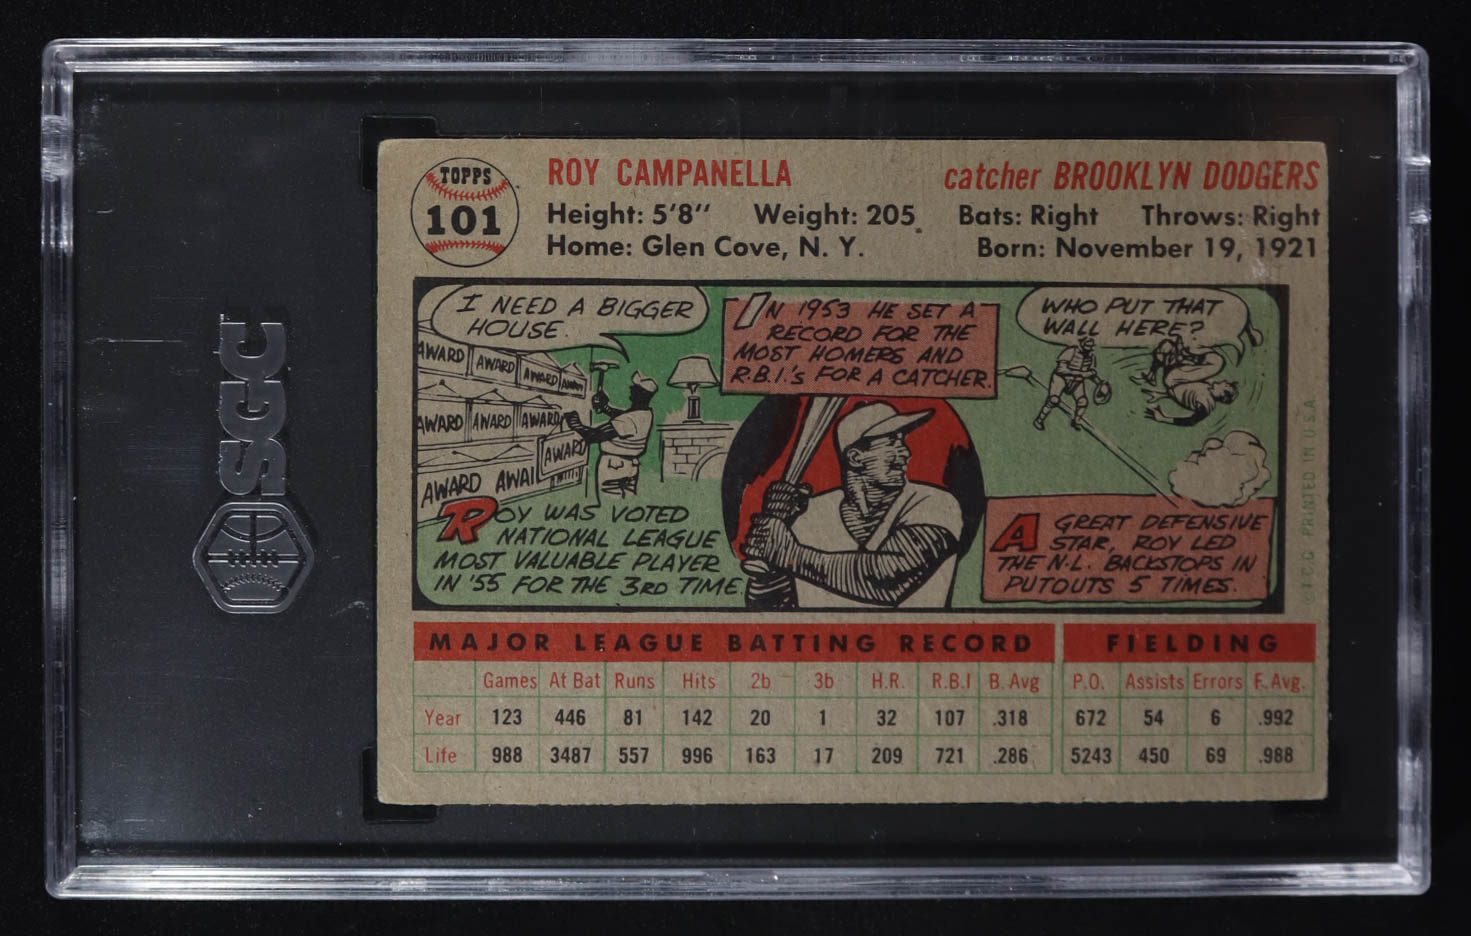 SGC
TOPPS
101
ROY CAMPANELLA
catcher BROOKLYN DODGERS
Height: 5'8" Weight: 205 Bats: Right Throws: Right
Home: Glen Cove, N. Y. Born: November 19, 1921
I NEED A BIGGER
HOUSE.
AWARD AWARD AWARD AWARD
AWARD AWARD AWARD
AWARD
AWARD AWAI
ROY WAS VOTED
NATIONAL LEAGUE
MOST VALUABLE PLAYER
IN '55 FOR THE 3RD TIME.
IN 1953 HE SET A
RECORD FOR THE
MOST HOMERS AND
R.B.I.'s FOR A CATCHER.
WHO PUT THAT
WALL HERE?
A GREAT DEFENSIVE
STAR, ROY LED
THE N.L. BACKSTOPS IN
PUTOUTS 5 TIMES.
© T.C.G. PRINTED IN U.S.A.
MAJOR LEAGUE BATTING RECORD FIELDING
Games At Bat Runs Hits 2b 3b H.R. R.B.I B. Avg P.O. Assists Errors F. Avg.
Year 123 446 81 142 20 1 32 107 .318 672 54 6 .992
Life 988 3487 557 996 163 17 209 721 .286 5243 450 69 .988